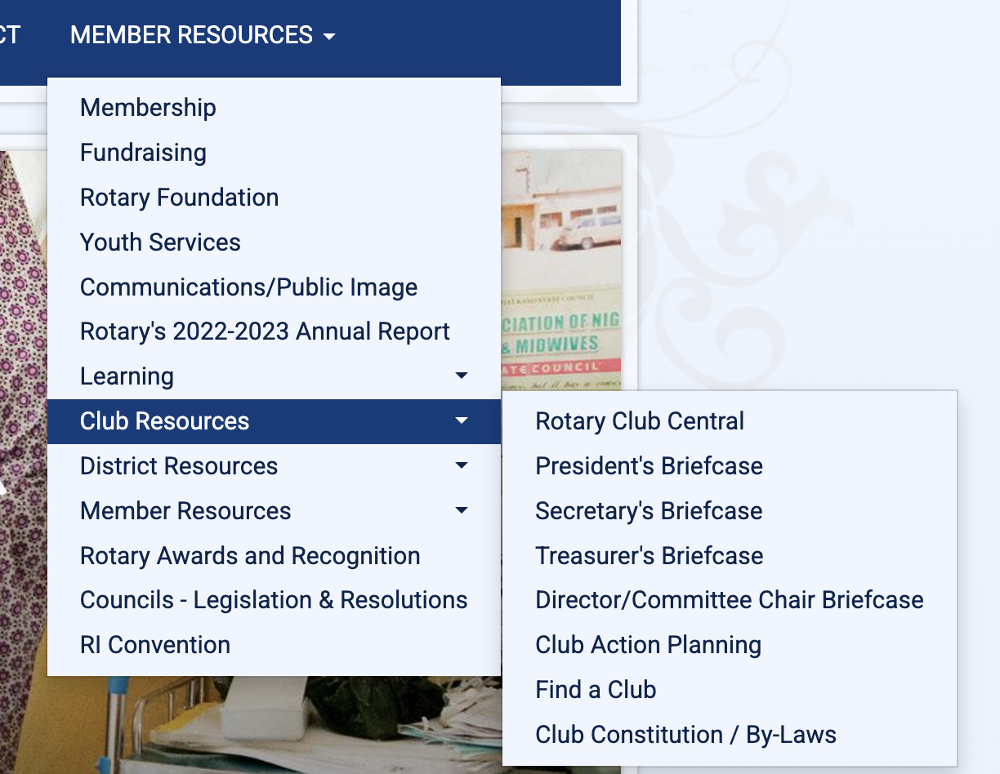 CT
MEMBER RESOURCES
Membership
Fundraising
Rotary Foundation
Youth Services
Communications/Public Image
Rotary's 2022-2023 Annual Report
Learning
Club Resources
District Resources
Member Resources
Rotary Awards and Recognition
Councils - Legislation & Resolutions
RI Convention
Rotary Club Central
President's Briefcase
Secretary's Briefcase
Treasurer's Briefcase
Director/Committee Chair Briefcase
Club Action Planning
Find a Club
Club Constitution / By-Laws
CIATION OF NIG
& MIDWIVES
ATE COUNCIL